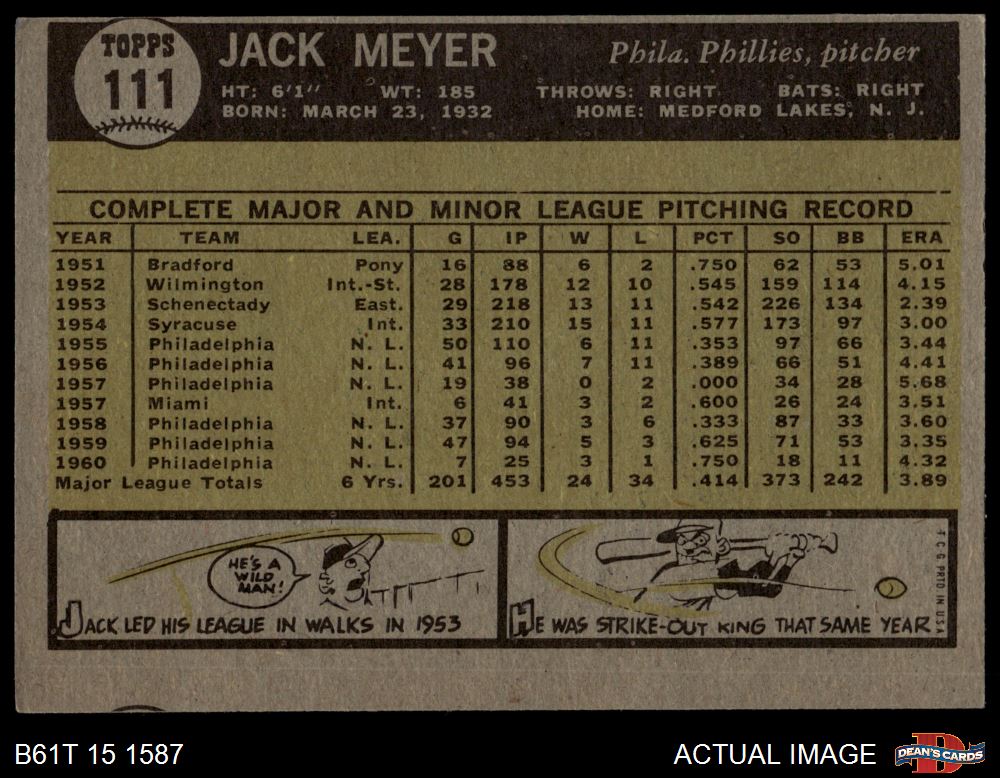 TOPPS
111
JACK MEYER
Phila. Phillies, pitcher
HT: 6'1" WT: 185 THROWS: RIGHT BATS: RIGHT
BORN: MARCH 23, 1932 HOME: MEDFORD LAKES, N. J.
COMPLETE MAJOR AND MINOR LEAGUE PITCHING RECORD
YEAR TEAM LEA. G IP W L PCT SO BB ERA
1951 Bradford Pony 16 88 6 2 .750 62 53 5.01
1952 Wilmington Int.-St. 28 178 12 10 .545 159 114 4.15
1953 Schenectady East. 29 218 13 11 .542 226 134 2.39
1954 Syracuse Int. 33 210 15 11 .577 173 97 3.00
1955 Philadelphia N. L. 50 110 6 11 .353 97 66 3.44
1956 Philadelphia N. L. 41 96 7 11 .389 66 51 4.41
1957 Philadelphia N. L. 19 38 0 2 .000 34 28 5.68
1957 Miami Int. 6 41 3 2 .600 26 24 3.51
1958 Philadelphia N. L. 37 90 3 6 .333 87 33 3.60
1959 Philadelphia N. L. 47 94 5 3 .625 71 53 3.35
1960 Philadelphia N. L. 7 25 3 1 .750 18 11 4.32
Major League Totals 6 Yrs. 201 453 24 34 .414 373 242 3.89
HE'S A
WILD
MAN!
JACK LED HIS LEAGUE IN WALKS IN 1953
HE WAS STRIKE-OUT KING THAT SAME YEAR
T.C.G. PRTD IN U.S.A.
B61T 15 1587
ACTUAL IMAGE
DEAN'S CARDS